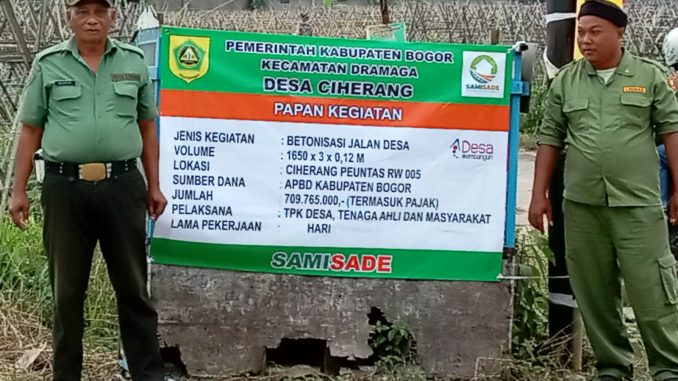 PEMERINTAH KABUPATEN BOGOR
KECAMATAN DRAMAGA
DESA CIHERANG
SAMISADE
PAPAN KEGIATAN
JENIS KEGIATAN : BETONISASI JALAN DESA
VOLUME : 1650 x 3 x 0,12 M
LOKASI : CIHERANG PEUNTAS RW 005
SUMBER DANA : APBD KABUPATEN BOGOR
JUMLAH : 709.765.000,- (TERMASUK PAJAK)
PELAKSANA : TPK DESA, TENAGA AHLI DAN MASYARAKAT
LAMA PEKERJAAN : HARI
Desa
Membangun
SAMISADE
LINMAS